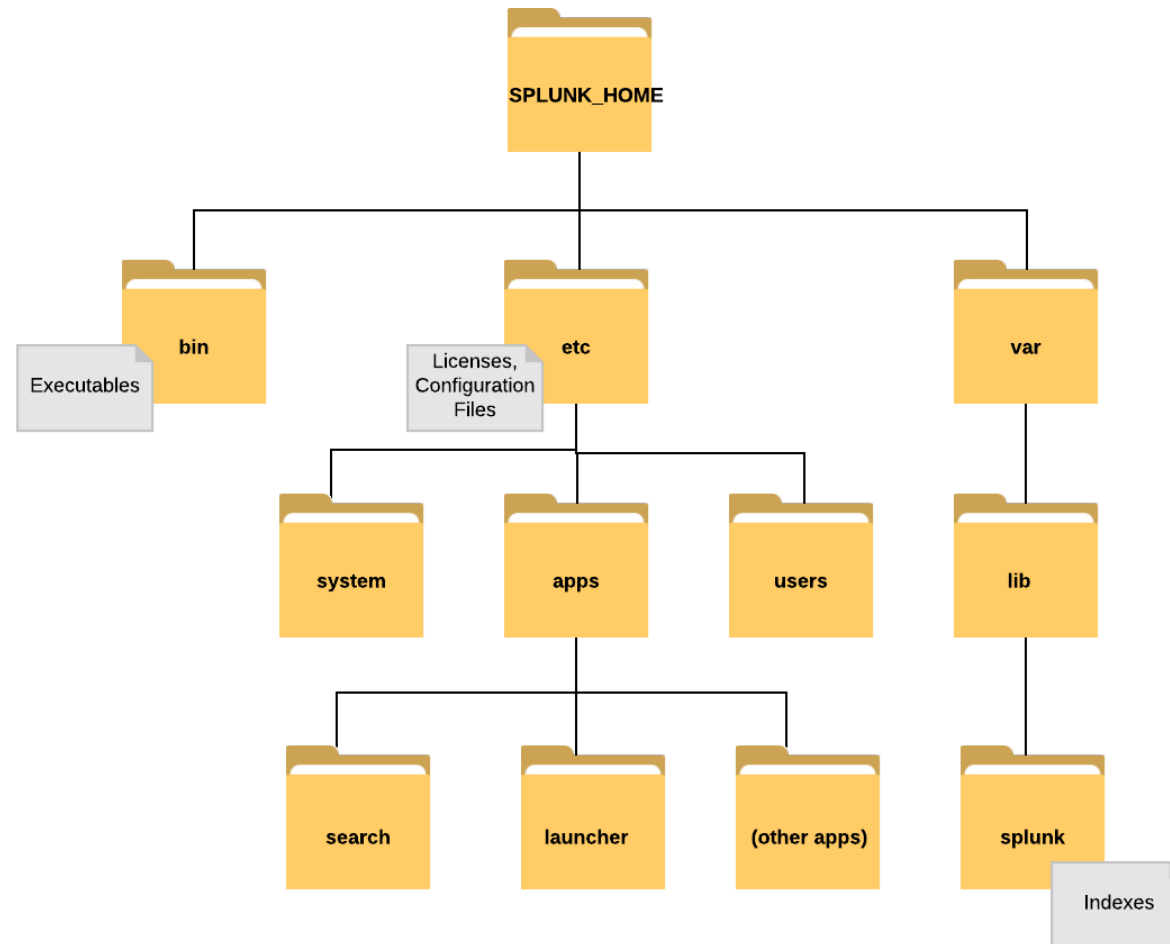 SPLUNK_HOME
bin
etc
var
Executables
Licenses,
Configuration
Files
system
apps
users
lib
search
launcher
(other apps)
splunk
Indexes